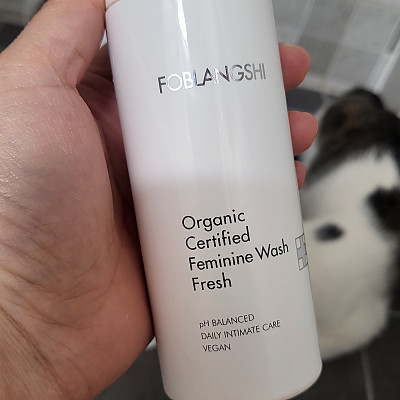 FOBLANGSHI
Organic
Certified
Feminine Wash
Fresh
pH BALANCED
DAILY INTIMATE CARE
VEGAN